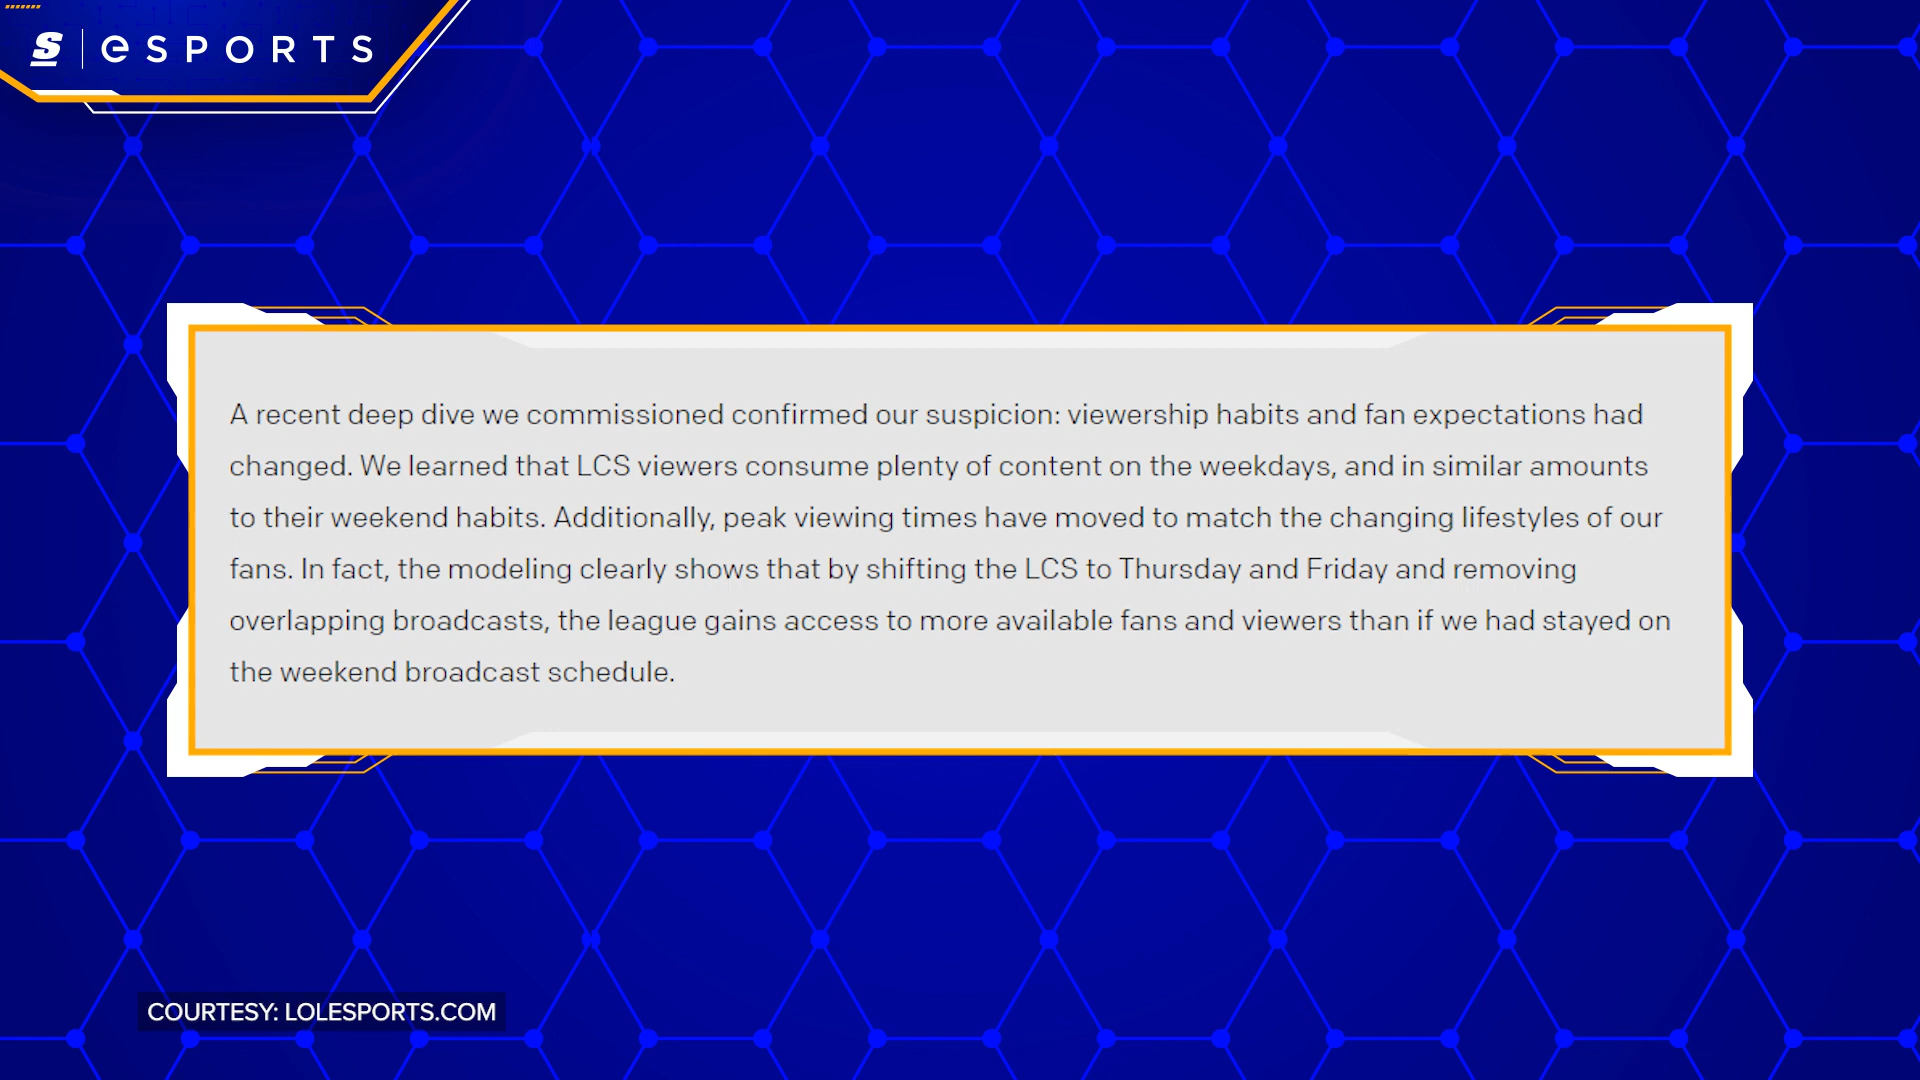 S | eSPORTS
A recent deep dive we commissioned confirmed our suspicion: viewership habits and fan expectations had
changed. We learned that LCS viewers consume plenty of content on the weekdays, and in similar amounts
to their weekend habits. Additionally, peak viewing times have moved to match the changing lifestyles of our
fans. In fact, the modeling clearly shows that by shifting the LCS to Thursday and Friday and removing
overlapping broadcasts, the league gains access to more available fans and viewers than if we had stayed on
the weekend broadcast schedule.
COURTESY: LOLESPORTS.COM